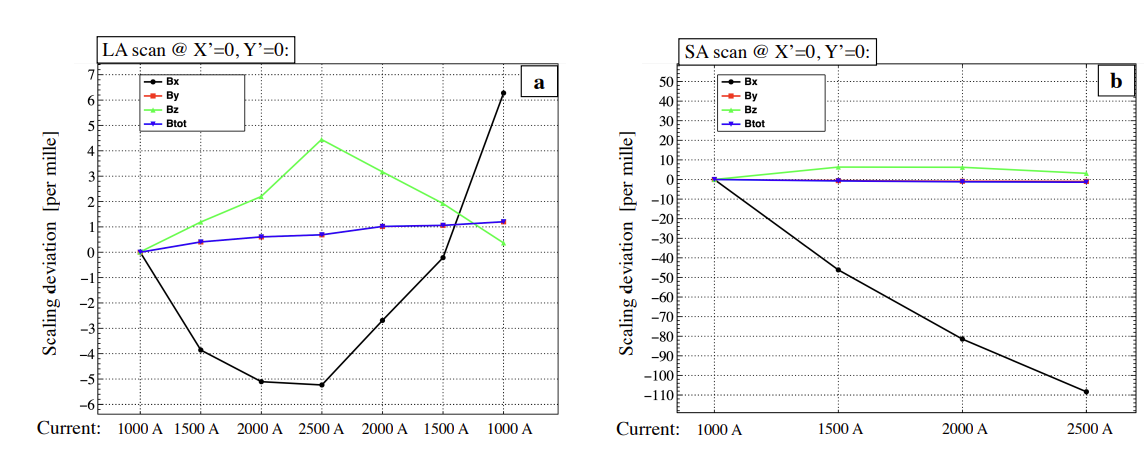 LA scan @ X'=0, Y'=0:
a
Bx
By
Bz
Btot
7
6
5
4
3
2
1
0
−1
−2
−3
−4
−5
−6
Scaling deviation [per mille]
Current: 1000 A 1500 A 2000 A 2500 A 2000 A 1500 A 1000 A
SA scan @ X'=0, Y'=0:
b
Bx
By
Bz
Btot
50
40
30
20
10
0
−10
−20
−30
−40
−50
−60
−70
−80
−90
−100
−110
Scaling deviation [per mille]
Current: 1000 A 1500 A 2000 A 2500 A